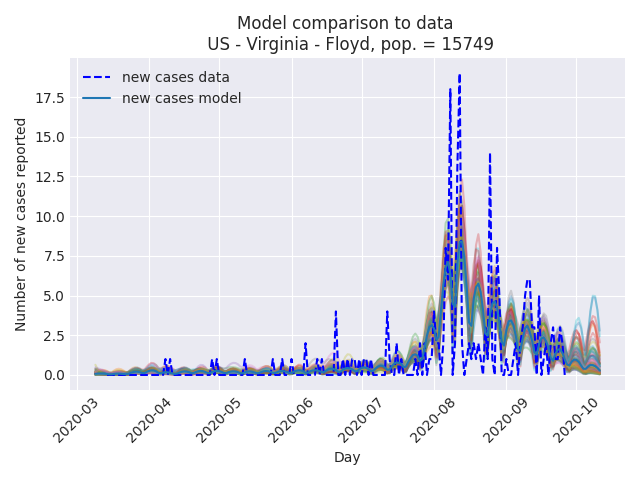 Model comparison to data
US - Virginia - Floyd, pop. = 15749
new cases data
new cases model
Number of new cases reported
17.5
15.0
12.5
10.0
7.5
5.0
2.5
0.0
2020-03
2020-04
2020-05
2020-06
2020-07
2020-08
2020-09
2020-10
Day